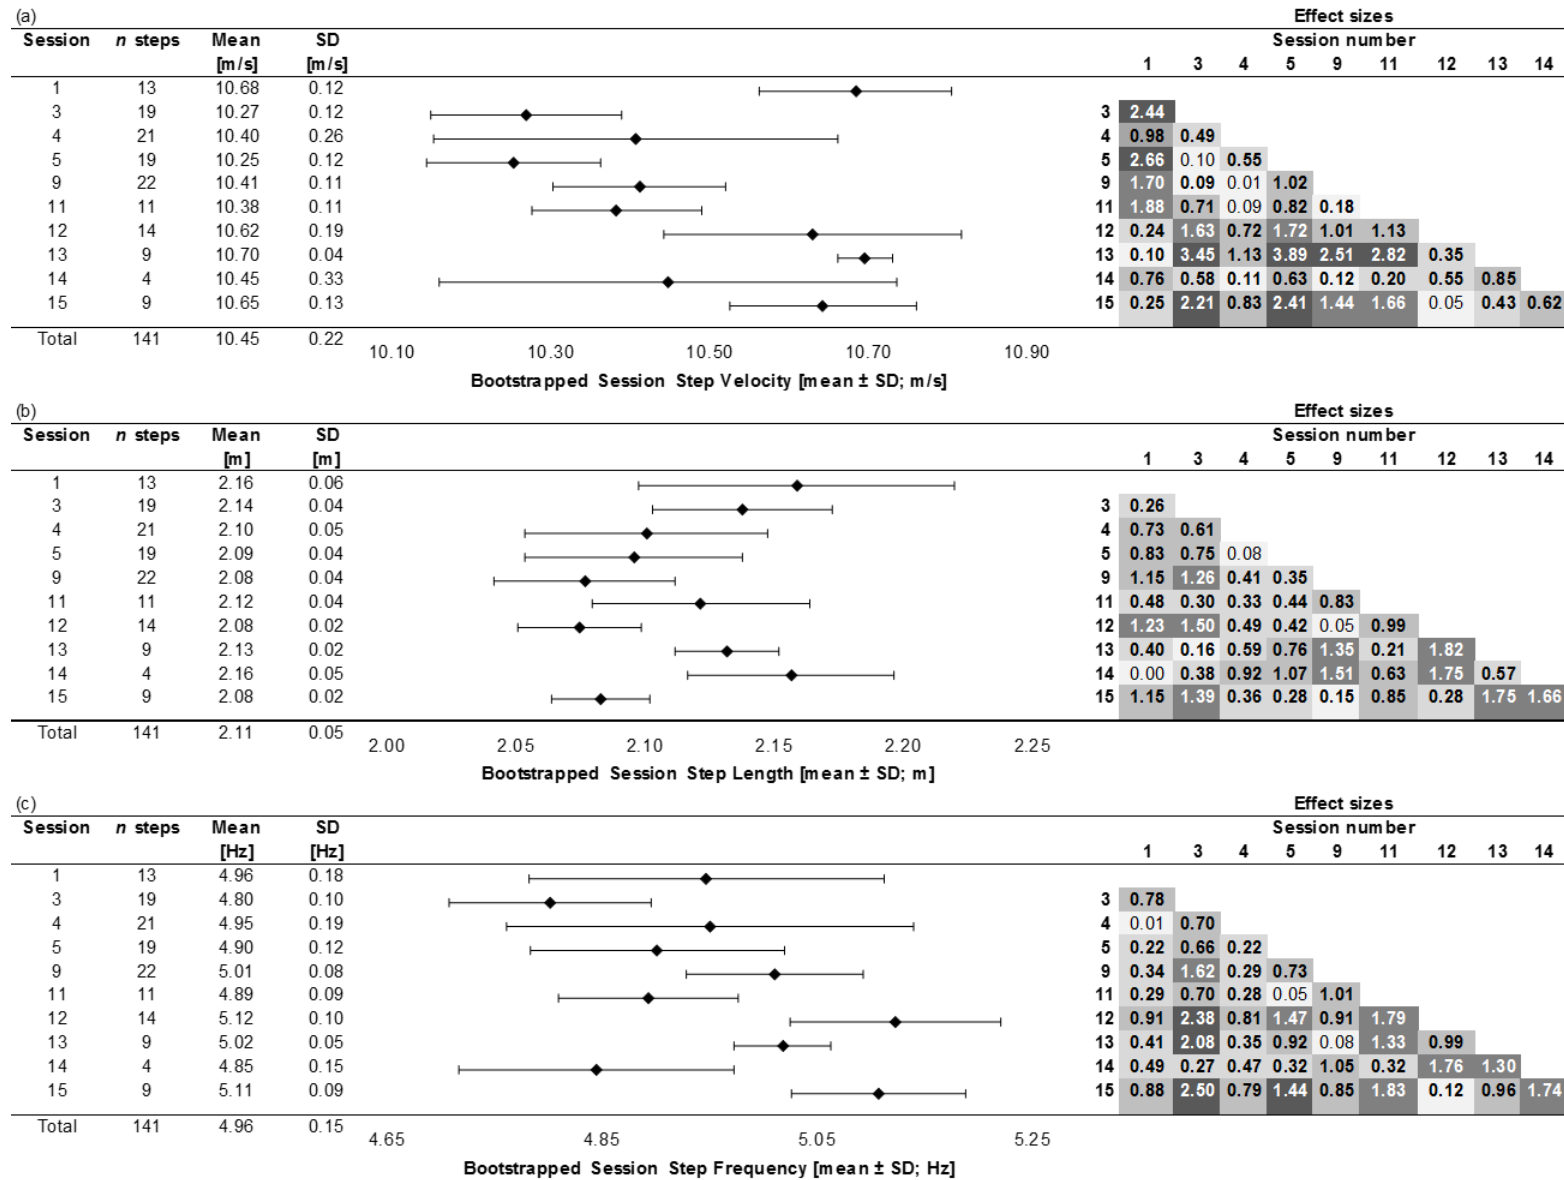 (a)
Effect sizes
Session n steps Mean SD Session number
[m/s] [m/s] 1 3 4 5 9 11 12 13 14
1 13 10.68 0.12
3 19 10.27 0.12 3 2.44
4 21 10.40 0.26 4 0.98 0.49
5 19 10.25 0.12 5 2.66 0.10 0.55
9 22 10.41 0.11 9 1.70 0.09 0.01 1.02
11 11 10.38 0.11 11 1.88 0.71 0.09 0.82 0.18
12 14 10.62 0.19 12 0.24 1.63 0.72 1.72 1.01 1.13
13 9 10.70 0.04 13 0.10 3.45 1.13 3.89 2.51 2.82 0.35
14 4 10.45 0.33 14 0.76 0.58 0.11 0.63 0.12 0.20 0.55 0.85
15 9 10.65 0.13 15 0.25 2.21 0.83 2.41 1.44 1.66 0.05 0.43 0.62
Total 141 10.45 0.22
10.10 10.30 10.50 10.70 10.90
Bootstrapped Session Step Velocity [mean ± SD; m/s]
(b)
Effect sizes
Session n steps Mean SD Session number
[m] [m] 1 3 4 5 9 11 12 13 14
1 13 2.16 0.06
3 19 2.14 0.04 3 0.26
4 21 2.10 0.05 4 0.73 0.61
5 19 2.09 0.04 5 0.83 0.75 0.08
9 22 2.08 0.04 9 1.15 1.26 0.41 0.35
11 11 2.12 0.04 11 0.48 0.30 0.33 0.44 0.83
12 14 2.08 0.02 12 1.23 1.50 0.49 0.42 0.05 0.99
13 9 2.13 0.02 13 0.40 0.16 0.59 0.76 1.35 0.21 1.82
14 4 2.16 0.05 14 0.00 0.38 0.92 1.07 1.51 0.63 1.75 0.57
15 9 2.08 0.02 15 1.15 1.39 0.36 0.28 0.15 0.85 0.28 1.75 1.66
Total 141 2.11 0.05
2.00 2.05 2.10 2.15 2.20 2.25
Bootstrapped Session Step Length [mean ± SD; m]
(c)
Effect sizes
Session n steps Mean SD Session number
[Hz] [Hz] 1 3 4 5 9 11 12 13 14
1 13 4.96 0.18
3 19 4.80 0.10 3 0.78
4 21 4.95 0.19 4 0.01 0.70
5 19 4.90 0.12 5 0.22 0.66 0.22
9 22 5.01 0.08 9 0.34 1.62 0.29 0.73
11 11 4.89 0.09 11 0.29 0.70 0.28 0.05 1.01
12 14 5.12 0.10 12 0.91 2.38 0.81 1.47 0.91 1.79
13 9 5.02 0.05 13 0.41 2.08 0.35 0.92 0.08 1.33 0.99
14 4 4.85 0.15 14 0.49 0.27 0.47 0.32 1.05 0.32 1.76 1.30
15 9 5.11 0.09 15 0.88 2.50 0.79 1.44 0.85 1.83 0.12 0.96 1.74
Total 141 4.96 0.15
4.65 4.85 5.05 5.25
Bootstrapped Session Step Frequency [mean ± SD; Hz]